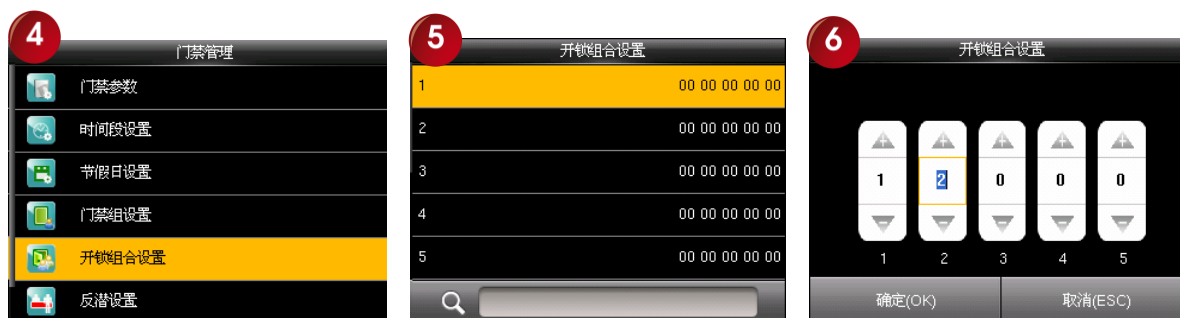 4
门禁管理
门禁参数
时间段设置
节假日设置
门禁组设置
开锁组合设置
反潜设置
5
开锁组合设置
1 00 00 00 00 00
2 00 00 00 00 00
3 00 00 00 00 00
4 00 00 00 00 00
5 00 00 00 00 00
6
开锁组合设置
1 2 0 0 0
1 2 3 4 5
确定(OK) 取消(ESC)